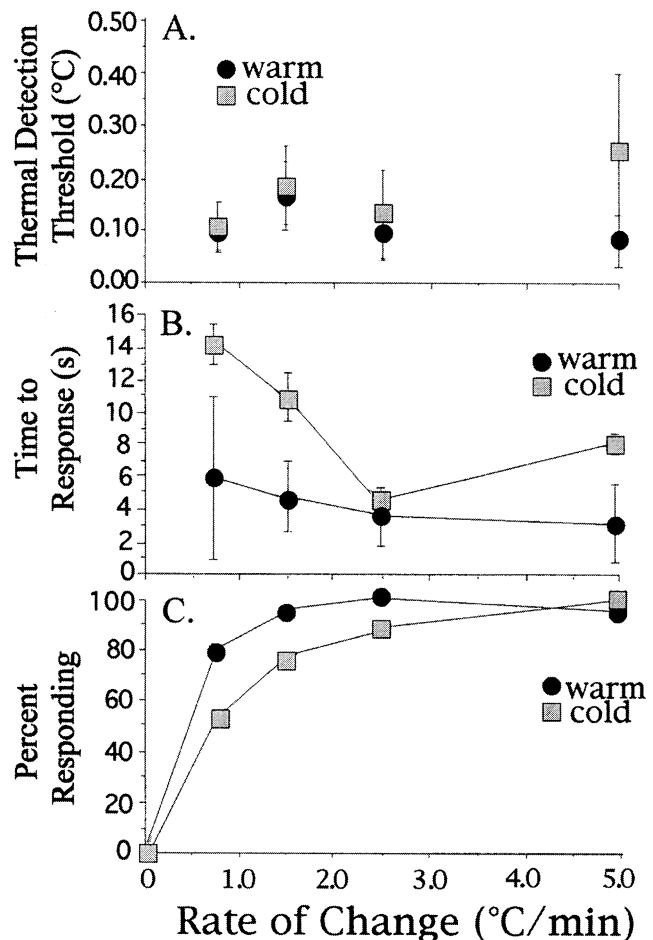 A.
warm
cold
Thermal Detection
Threshold (°C)
0.50
0.40
0.30
0.20
0.10
0.00
B.
warm
cold
Time to
Response (s)
16
14
12
10
8
6
4
2
0
C.
warm
cold
Percent
Responding
100
80
60
40
20
0
0 1.0 2.0 3.0 4.0 5.0
Rate of Change (°C/min)